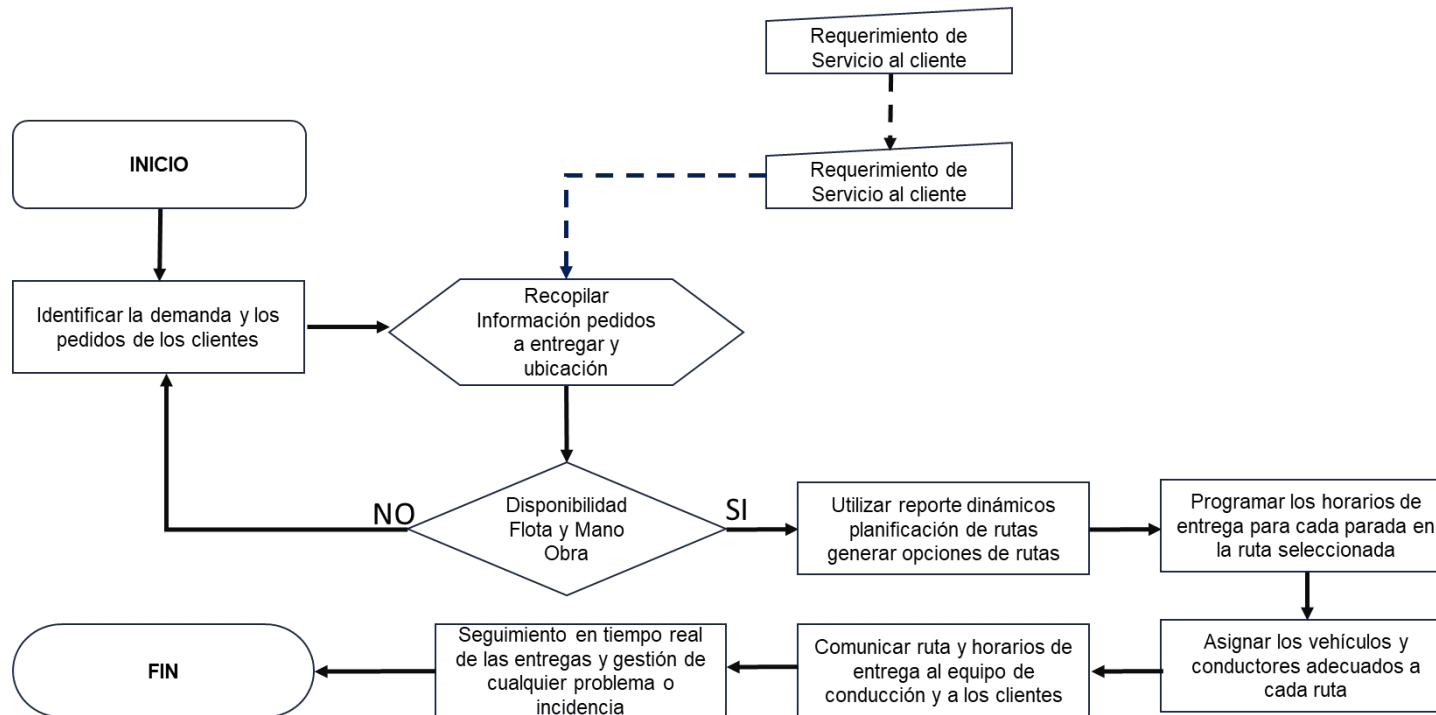 Requerimiento de
Servicio al cliente
INICIO
Requerimiento de
Servicio al cliente
Identificar la demanda y los
pedidos de los clientes
Recopilar
Información pedidos
a entregar y
ubicación
NO
Disponibilidad
Flota y Mano
Obra
SI
Utilizar reporte dinámicos
planificación de rutas
generar opciones de rutas
Programar los horarios de
entrega para cada parada en
la ruta seleccionada
Asignar los vehículos y
conductores adecuados a
cada ruta
Comunicar ruta y horarios de
entrega al equipo de
conducción y a los clientes
Seguimiento en tiempo real
de las entregas y gestión de
cualquier problema o
incidencia
FIN